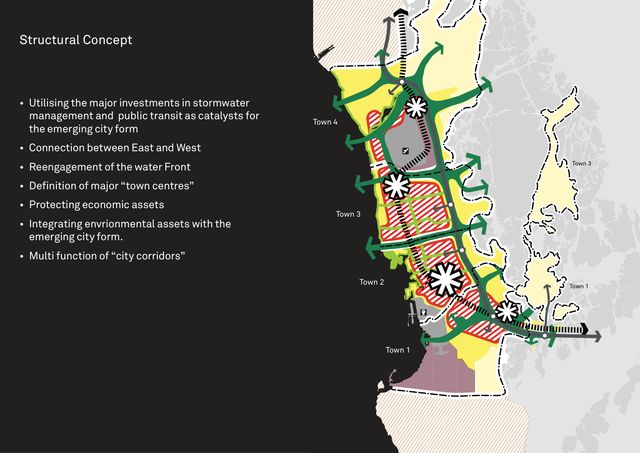 Structural Concept
• Utilising the major investments in stormwater
management and public transit as catalysts for
the emerging city form
• Connection between East and West
• Reengagement of the water Front
• Definition of major “town centres”
• Protecting economic assets
• Integrating envrionmental assets with the
emerging city form.
• Multi function of “city corridors”
Town 4
Town 3
Town 3
Town 2
Town 1
Town 1